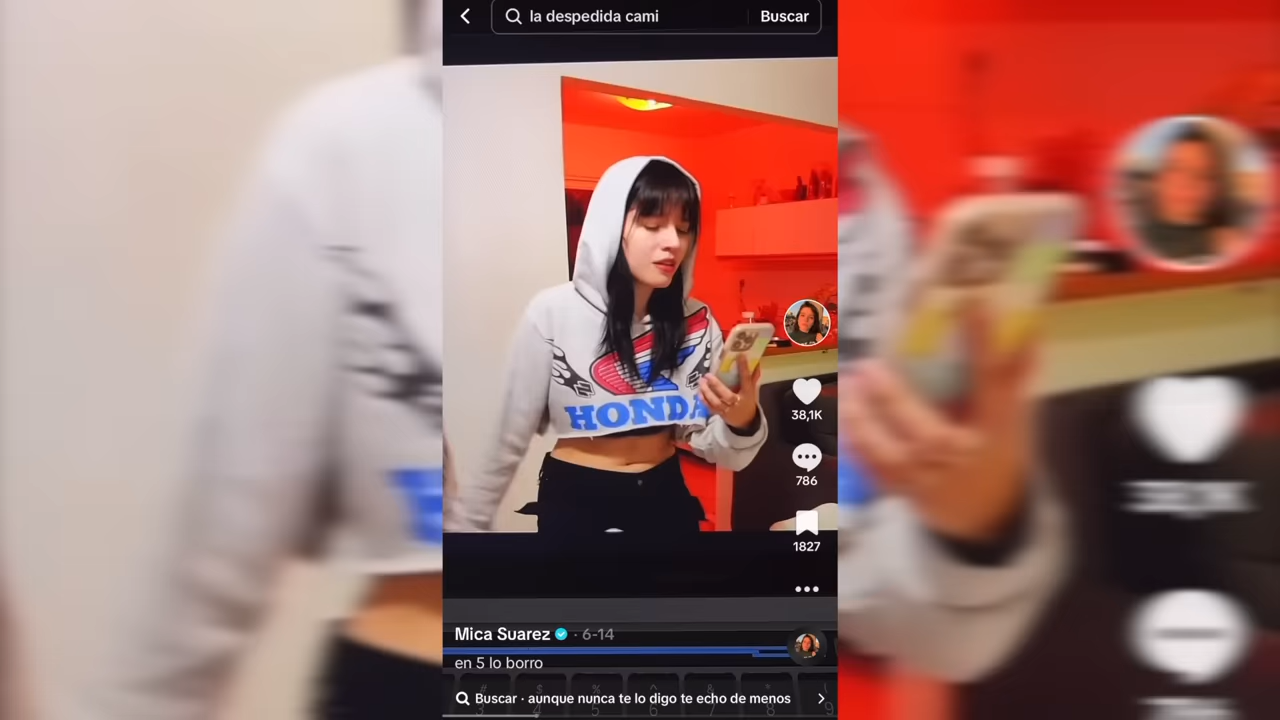 la despedida cami
Buscar
HONDA
38,1K
786
1827
Mica Suarez · 6-14
en 5 lo borro
Buscar · aunque nunca te lo digo te echo de menos